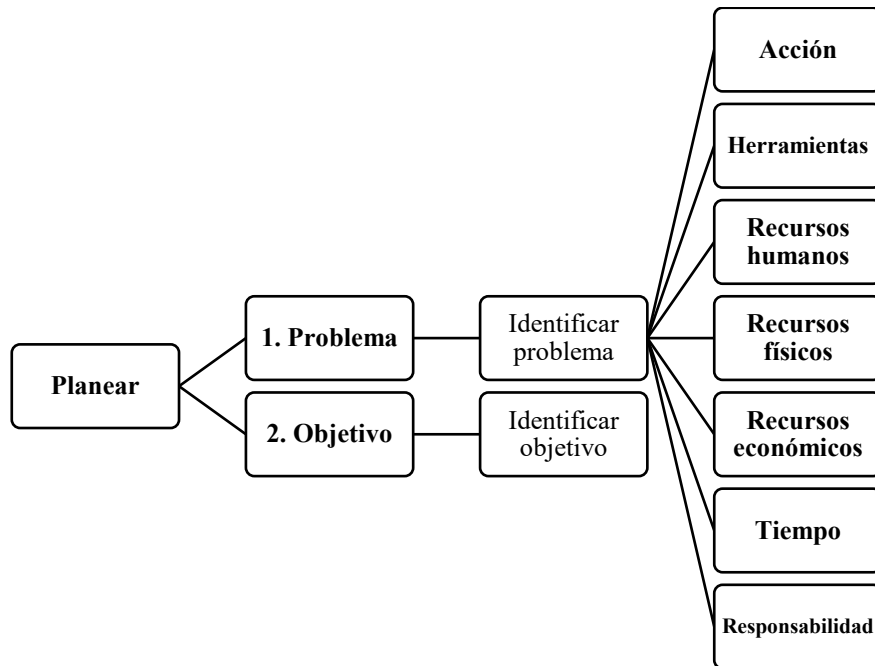 Planear
1. Problema
2. Objetivo
Identificar
problema
Identificar
objetivo
Acción
Herramientas
Recursos
humanos
Recursos
físicos
Recursos
económicos
Tiempo
Responsabilidad